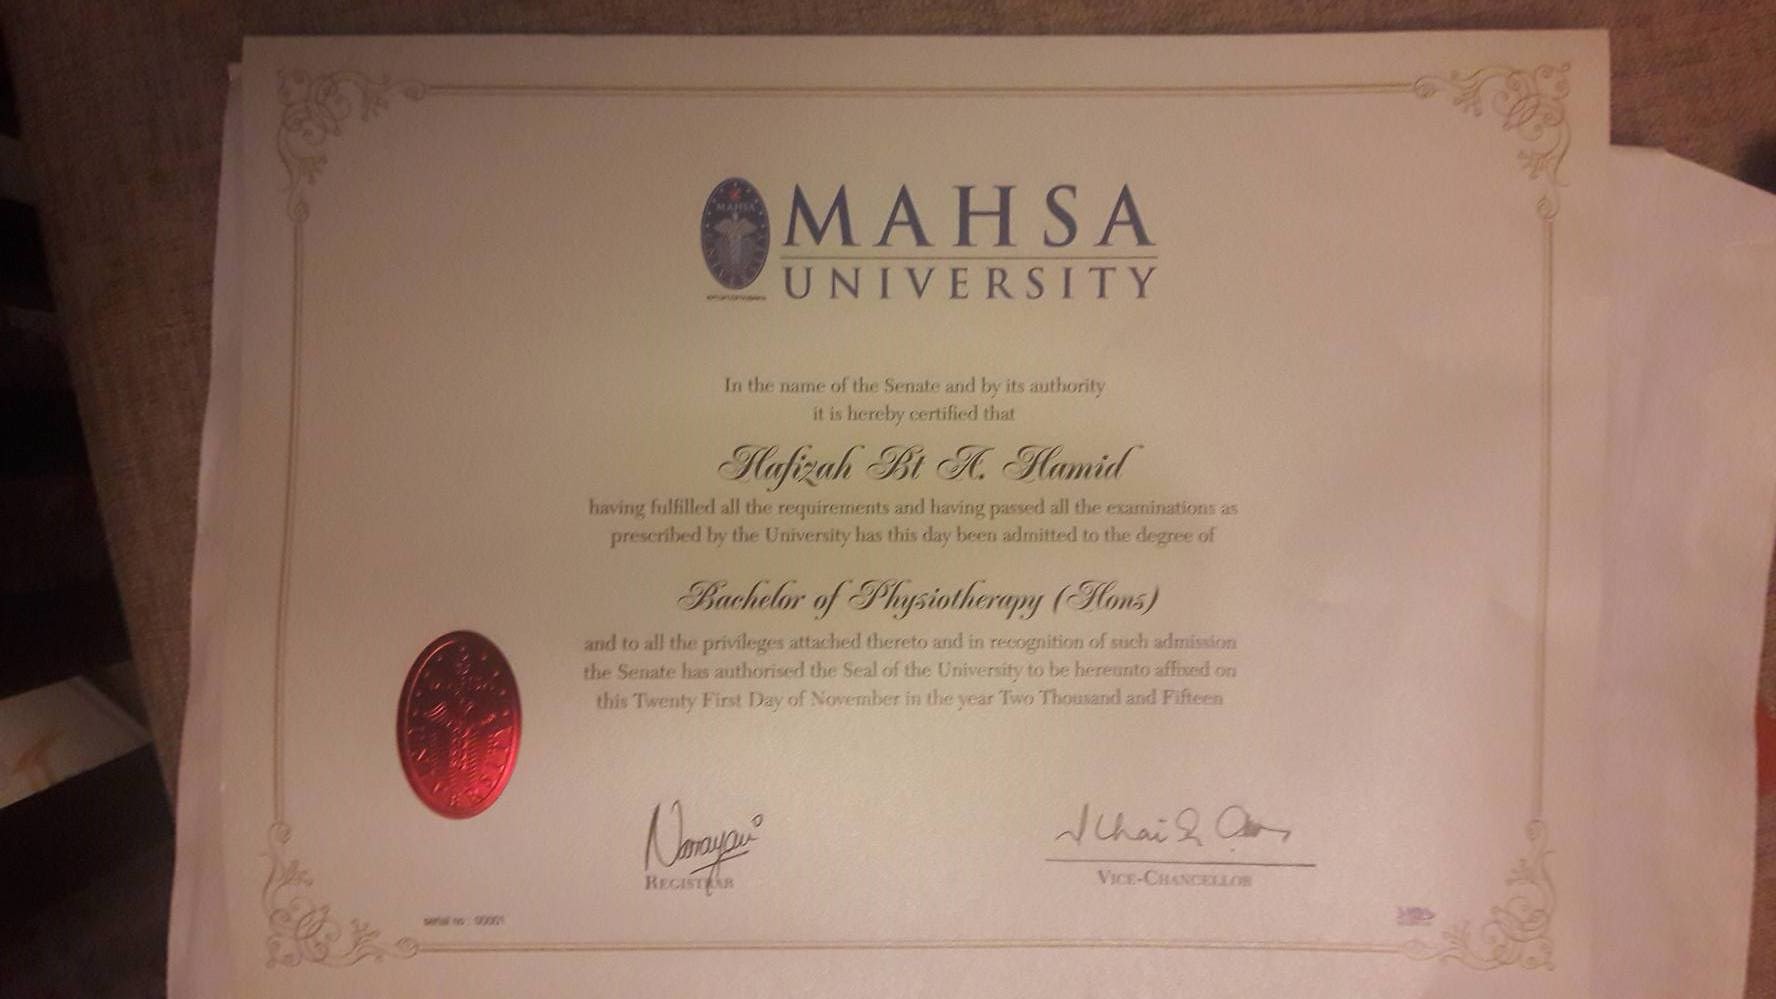 MAHSA
MAHSA
UNIVERSITY
In the name of the Senate and by its authority
it is hereby certified that
Hafizah Bt A. Hamid
having fulfilled all the requirements and having passed all the examinations as
prescribed by the University has this day been admitted to the degree of
Bachelor of Physiotherapy (Hons)
and to all the privileges attached thereto and in recognition of such admission
the Senate has authorised the Seal of the University to be hereunto affixed on
this Twenty First Day of November in the year Two Thousand and Fifteen
REGISTRAR
VICE-CHANCELLOR
serial no : 00001